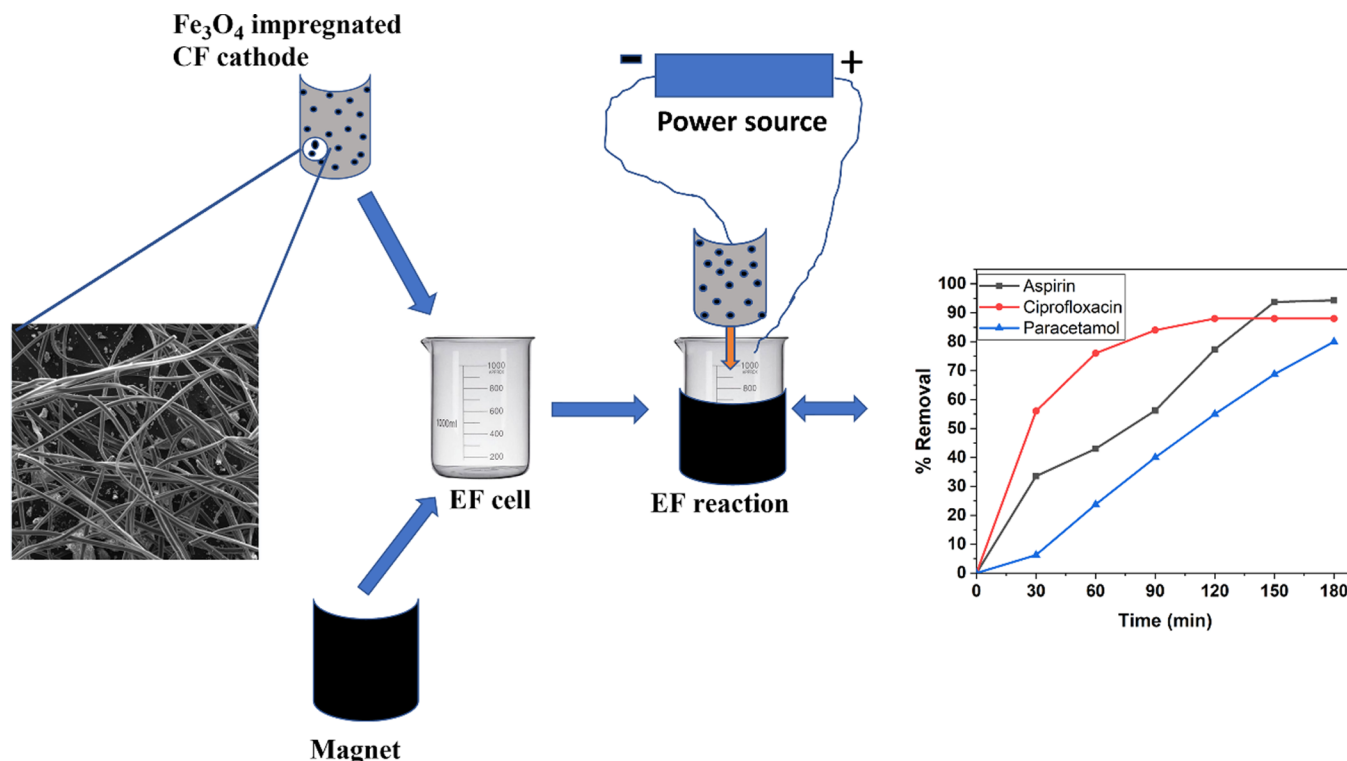 Fe₃O₄ impregnated
CF cathode
-
+
Power source
1000
APPROX
800
600
1000ml
400
200
EF cell
1000
APPROX
800
EF reaction
Magnet
% Removal
100
90
80
70
60
50
40
30
20
10
0
Aspirin
Ciprofloxacin
Paracetamol
0 30 60 90 120 150 180
Time (min)